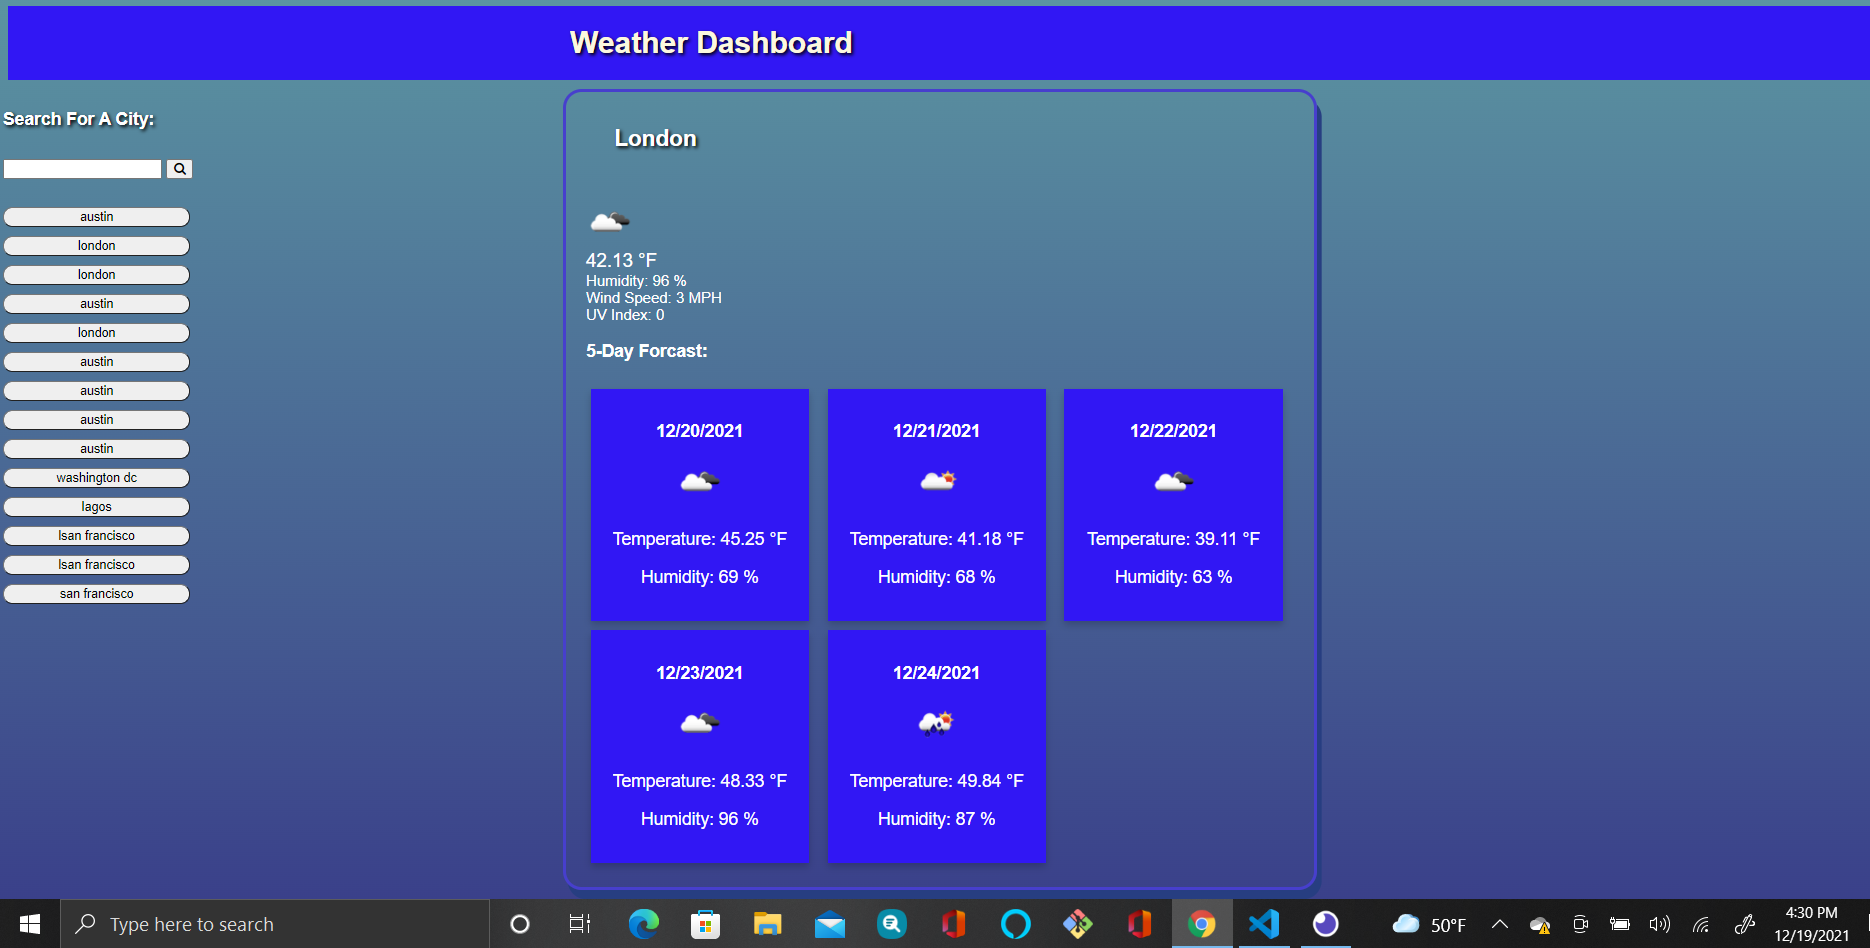 Weather Dashboard
Search For A City:
austin
london
london
austin
london
austin
austin
austin
austin
washington dc
lagos
lsan francisco
lsan francisco
san francisco
London
42.13 °F
Humidity: 96 %
Wind Speed: 3 MPH
UV Index: 0
5-Day Forcast:
12/20/2021
Temperature: 45.25 °F
Humidity: 69 %
12/21/2021
Temperature: 41.18 °F
Humidity: 68 %
12/22/2021
Temperature: 39.11 °F
Humidity: 63 %
12/23/2021
Temperature: 48.33 °F
Humidity: 96 %
12/24/2021
Temperature: 49.84 °F
Humidity: 87 %
Type here to search
50°F
4:30 PM
12/19/2021